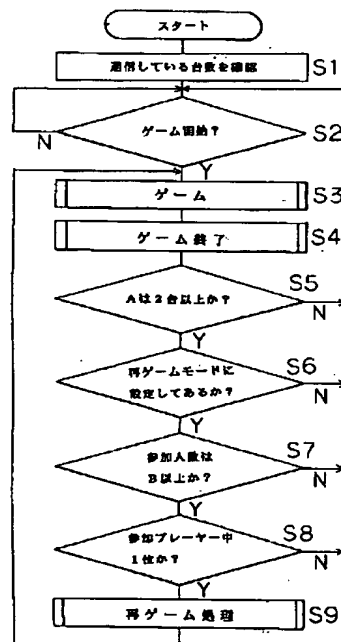 スタート
通信している台数を確認 S1
ゲーム開始？ S2
N
Y
ゲーム S3
ゲーム終了 S4
S5
Aは2台以上か？
N
Y
S6
再ゲームモードに
設定してあるか？
N
Y
S7
参加人数は
B以上か？
N
Y
S8
参加プレーヤー中
1位か？
N
Y
再ゲーム処理 S9